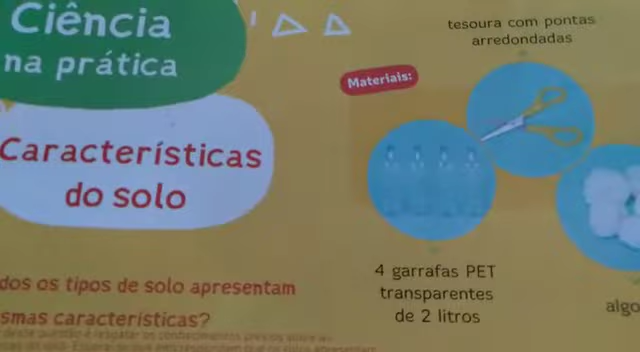 Ciência
na prática
Características
do solo
dos os tipos de solo apresentam
smas características?
Materiais:
tesoura com pontas
arredondadas
4 garrafas PET
transparentes
de 2 litros
algo